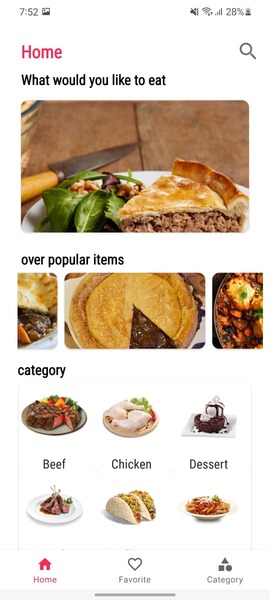 7:52 28%
Home
What would you like to eat
over popular items
category
Beef Chicken Dessert
Home Favorite Category